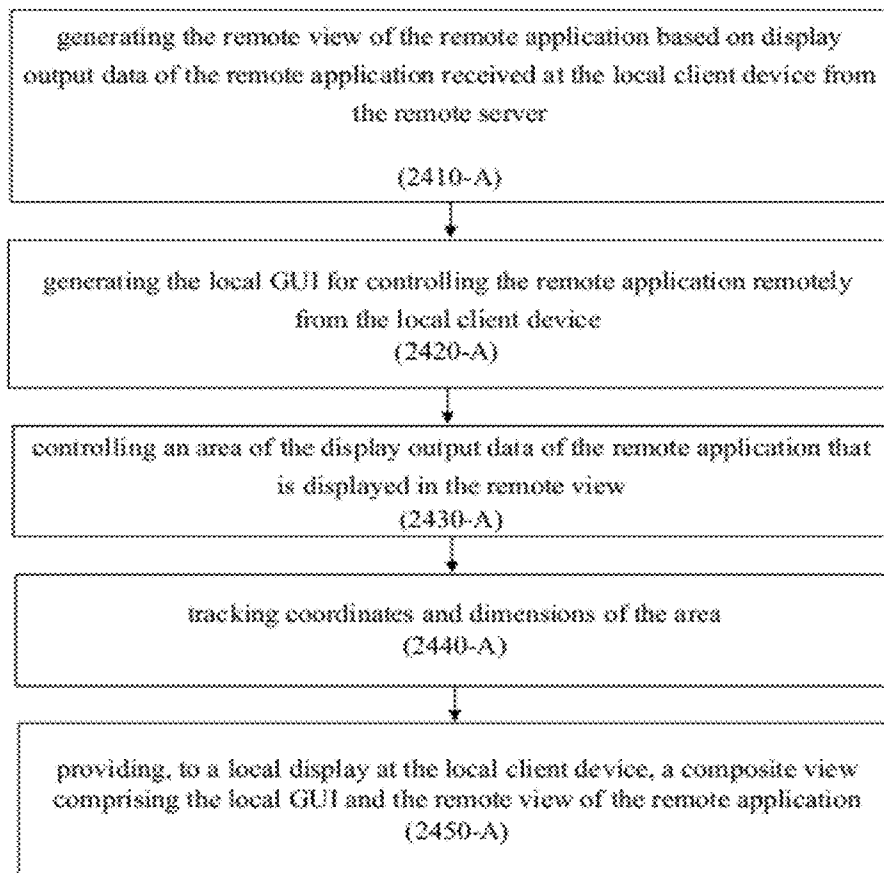 generating the remote view of the remote application based on display
output data of the remote application received at the local client device from
the remote server
(2410-A)
generating the local GUI for controlling the remote application remotely
from the local client device
(2420-A)
controlling an area of the display output data of the remote application that
is displayed in the remote view
(2430-A)
tracking coordinates and dimensions of the area
(2440-A)
providing, to a local display at the local client device, a composite view
comprising the local GUI and the remote view of the remote application
(2450-A)